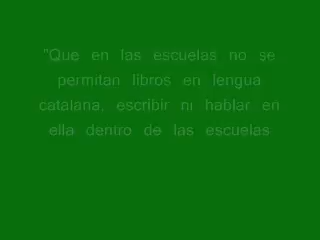 "Que en las escuelas no se
permitan libros en lengua
catalana, escribir ni hablar en
ella dentro de las escuelas